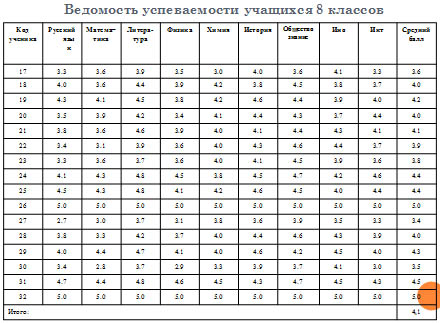 Ведомость успеваемости учащихся 8 классов
Код ученика Русский язык Матема-тика Литера-тура Физика Химия История Общество знание Инo Икт Средний балл
17 3.3 3.6 3.9 3.5 3.0 4.0 3.6 4.1 3.3 3.6
18 4.0 3.6 4.4 3.9 4.2 3.8 4.5 3.8 3.7 4.0
19 4.3 4.1 4.5 3.8 4.2 4.6 4.4 3.9 4.0 4.2
20 3.5 3.9 4.2 3.4 4.1 4.4 4.3 3.7 4.4 4.0
21 3.8 3.6 4.6 3.9 4.0 4.1 4.4 4.3 4.1 4.1
22 3.4 3.1 3.9 3.6 4.0 4.3 4.6 4.4 3.7 3.9
23 3.3 3.6 3.7 3.6 4.0 4.1 4.5 3.9 3.6 3.8
24 4.1 4.3 4.8 4.5 3.8 4.5 4.7 4.2 4.6 4.4
25 4.5 4.3 4.8 4.1 4.2 4.6 4.5 4.0 4.4 4.4
26 5.0 5.0 5.0 5.0 5.0 5.0 5.0 5.0 5.0 5.0
27 2.7 3.0 3.7 3.1 3.8 3.6 3.9 3.5 3.3 3.4
28 3.8 3.3 4.2 3.7 4.0 4.4 4.6 4.3 3.9 4.0
29 4.0 4.4 4.7 4.1 4.0 4.6 4.2 4.5 4.0 4.3
30 3.4 2.8 3.7 2.9 3.3 3.9 3.7 4.1 3.0 3.5
31 4.7 4.4 4.8 4.6 4.5 4.3 4.7 4.5 4.3 4.5
32 5.0 5.0 5.0 5.0 5.0 5.0 5.0 5.0 5.0 5.0
Итого: 4,1